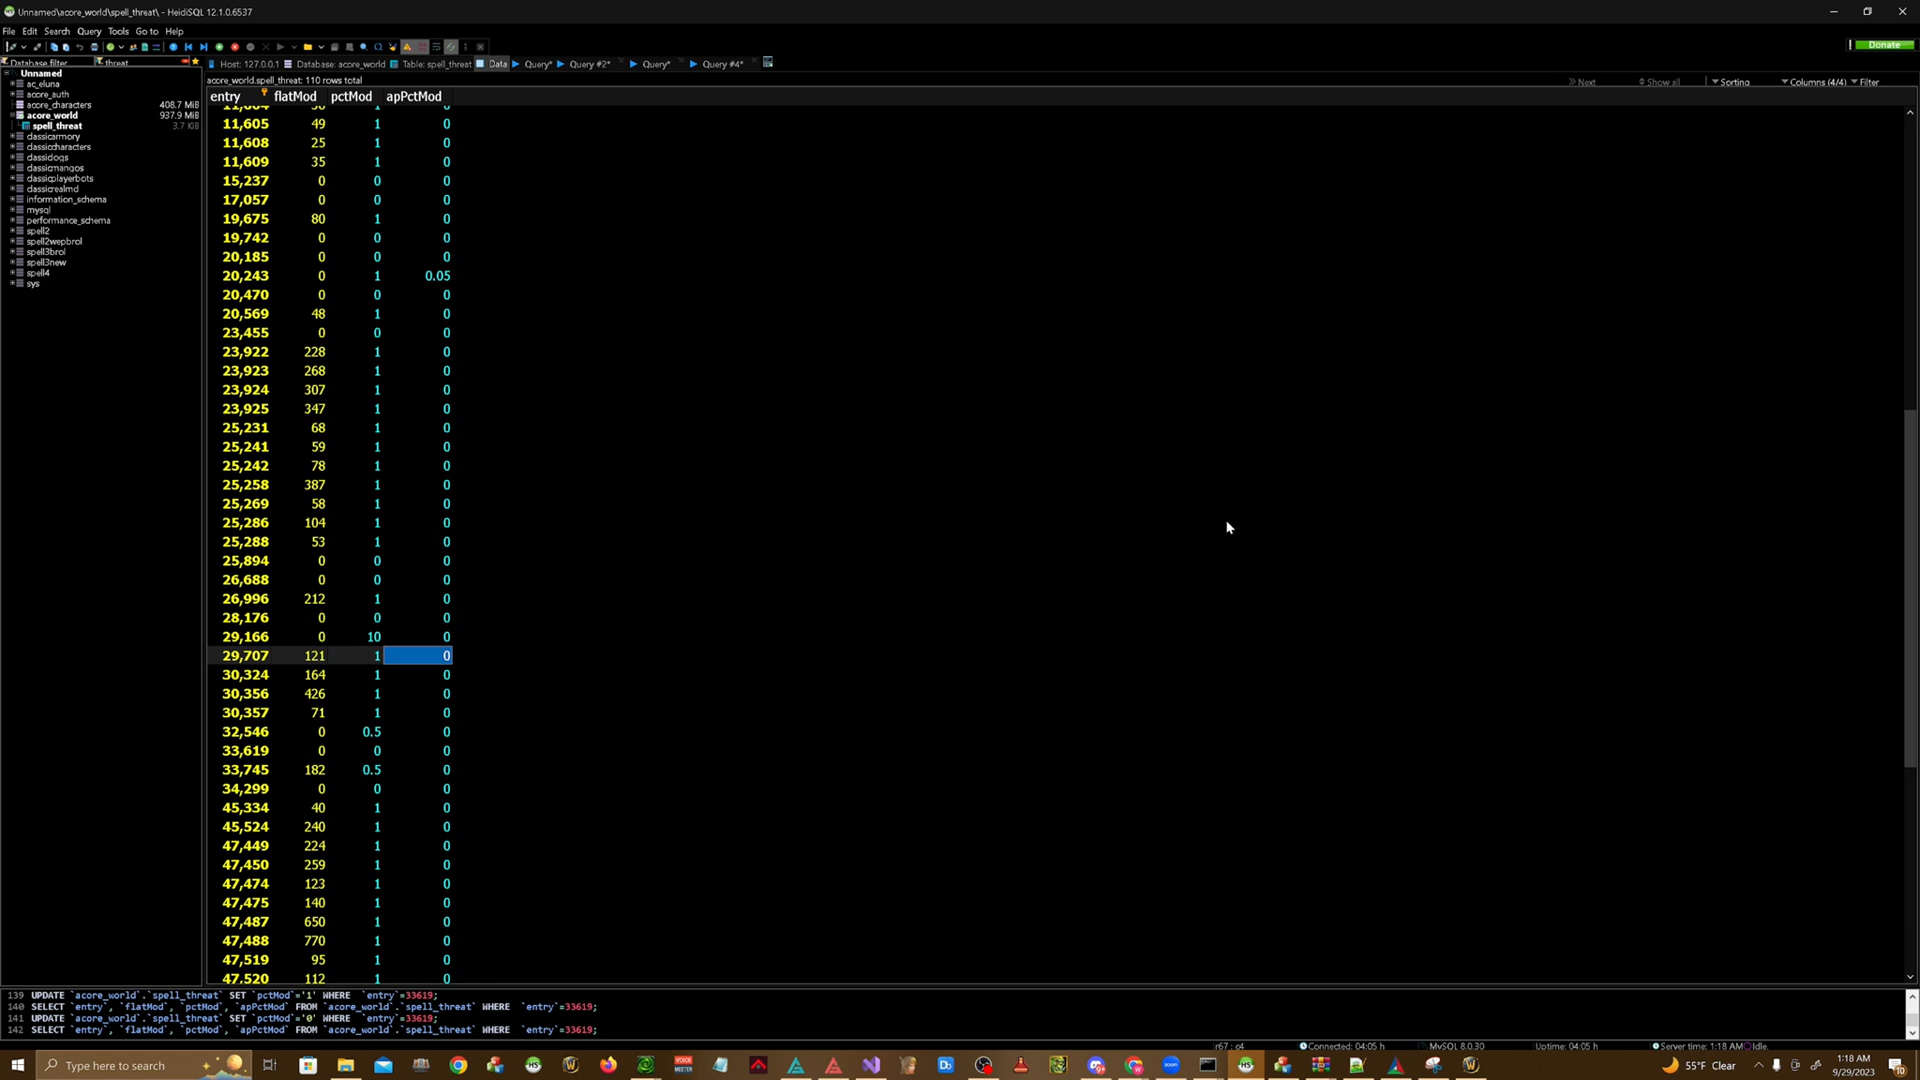 Unnamed\acore_world\spell_threat\ - HeidiSQL 12.1.0.6537
File Edit Search Query Tools Go to Help
Donate
Database filter threat
Host: 127.0.0.1 Database: acore_world Table: spell_threat Data Query* Query #2* Query* Query #4*
acore_world.spell_threat: 110 rows total
Next Show all Sorting Columns (4/4) Filter
Unnamed
ac_eluna
acore_auth
acore_characters 408.7 MiB
acore_world 937.9 MiB
spell_threat 3.7 KiB
classicarmory
classiccharacters
classicdogs
classicmangos
classicplayerbots
classicrealmd
information_schema
mysql
performance_schema
spell2
spell2wepbrol
spell3brol
spell3new
spell4
sys
entry flatMod pctMod apPctMod
11,605 49 1 0
11,608 25 1 0
11,609 35 1 0
15,237 0 0 0
17,057 0 0 0
19,675 80 1 0
19,742 0 0 0
20,185 0 0 0
20,243 0 1 0.05
20,470 0 0 0
20,569 48 1 0
23,455 0 0 0
23,922 228 1 0
23,923 268 1 0
23,924 307 1 0
23,925 347 1 0
25,231 68 1 0
25,241 59 1 0
25,242 78 1 0
25,258 387 1 0
25,269 58 1 0
25,286 104 1 0
25,288 53 1 0
25,894 0 0 0
26,688 0 0 0
26,996 212 1 0
28,176 0 0 0
29,166 0 10 0
29,707 121 1 0
30,324 164 1 0
30,356 426 1 0
30,357 71 1 0
32,546 0 0.5 0
33,619 0 0 0
33,745 182 0.5 0
34,299 0 0 0
45,334 40 1 0
45,524 240 1 0
47,449 224 1 0
47,450 259 1 0
47,474 123 1 0
47,475 140 1 0
47,487 650 1 0
47,488 770 1 0
47,519 95 1 0
47,520 112 1 0
139 UPDATE `acore_world`.`spell_threat` SET `pctMod`='1' WHERE `entry`=33619;
140 SELECT `entry`, `flatMod`, `pctMod`, `apPctMod` FROM `acore_world`.`spell_threat` WHERE `entry`=33619;
141 UPDATE `acore_world`.`spell_threat` SET `pctMod`='0' WHERE `entry`=33619;
142 SELECT `entry`, `flatMod`, `pctMod`, `apPctMod` FROM `acore_world`.`spell_threat` WHERE `entry`=33619;
r67 : c4 Connected: 04:05 h MySQL 8.0.30 Uptime: 04:05 h Server time: 1:18 AM Idle.
Type here to search
55°F Clear
1:18 AM
9/29/2023